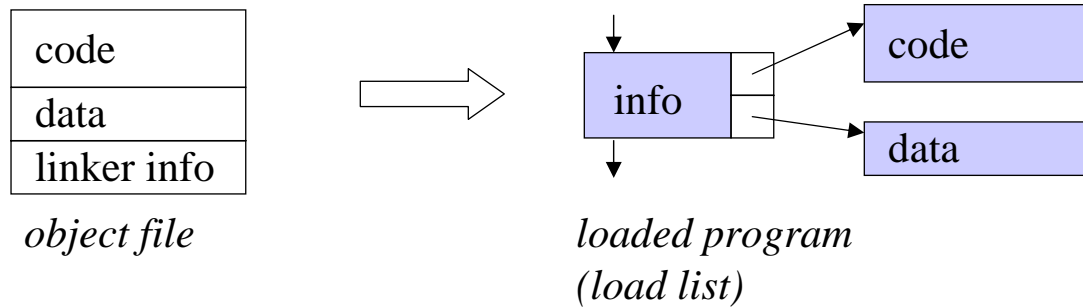 code
data
linker info
object file
info
code
data
loaded program
(load list)